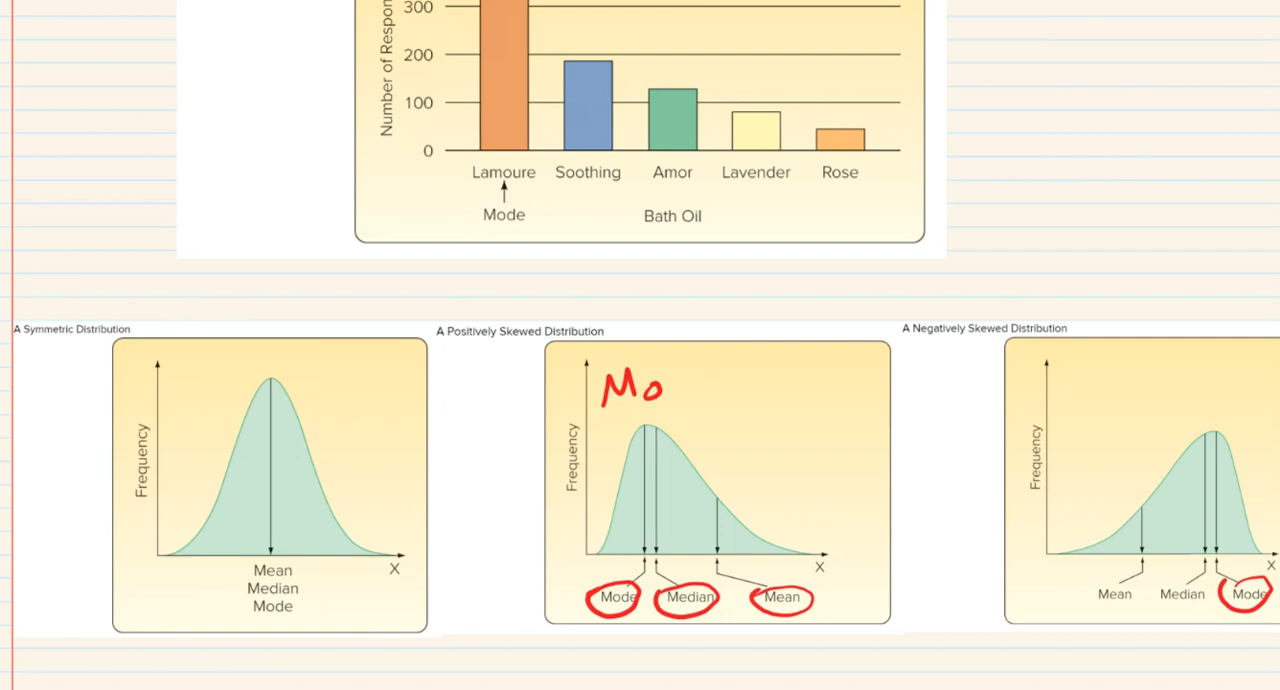 Number of Respon
300
200
100
0
Lamoure Soothing Amor Lavender Rose
Mode
Bath Oil
A Symmetric Distribution
Frequency
X
Mean
Median
Mode
A Positively Skewed Distribution
Mo
Frequency
X
Mode Median Mean
A Negatively Skewed Distribution
Frequency
X
Mean Median Mode